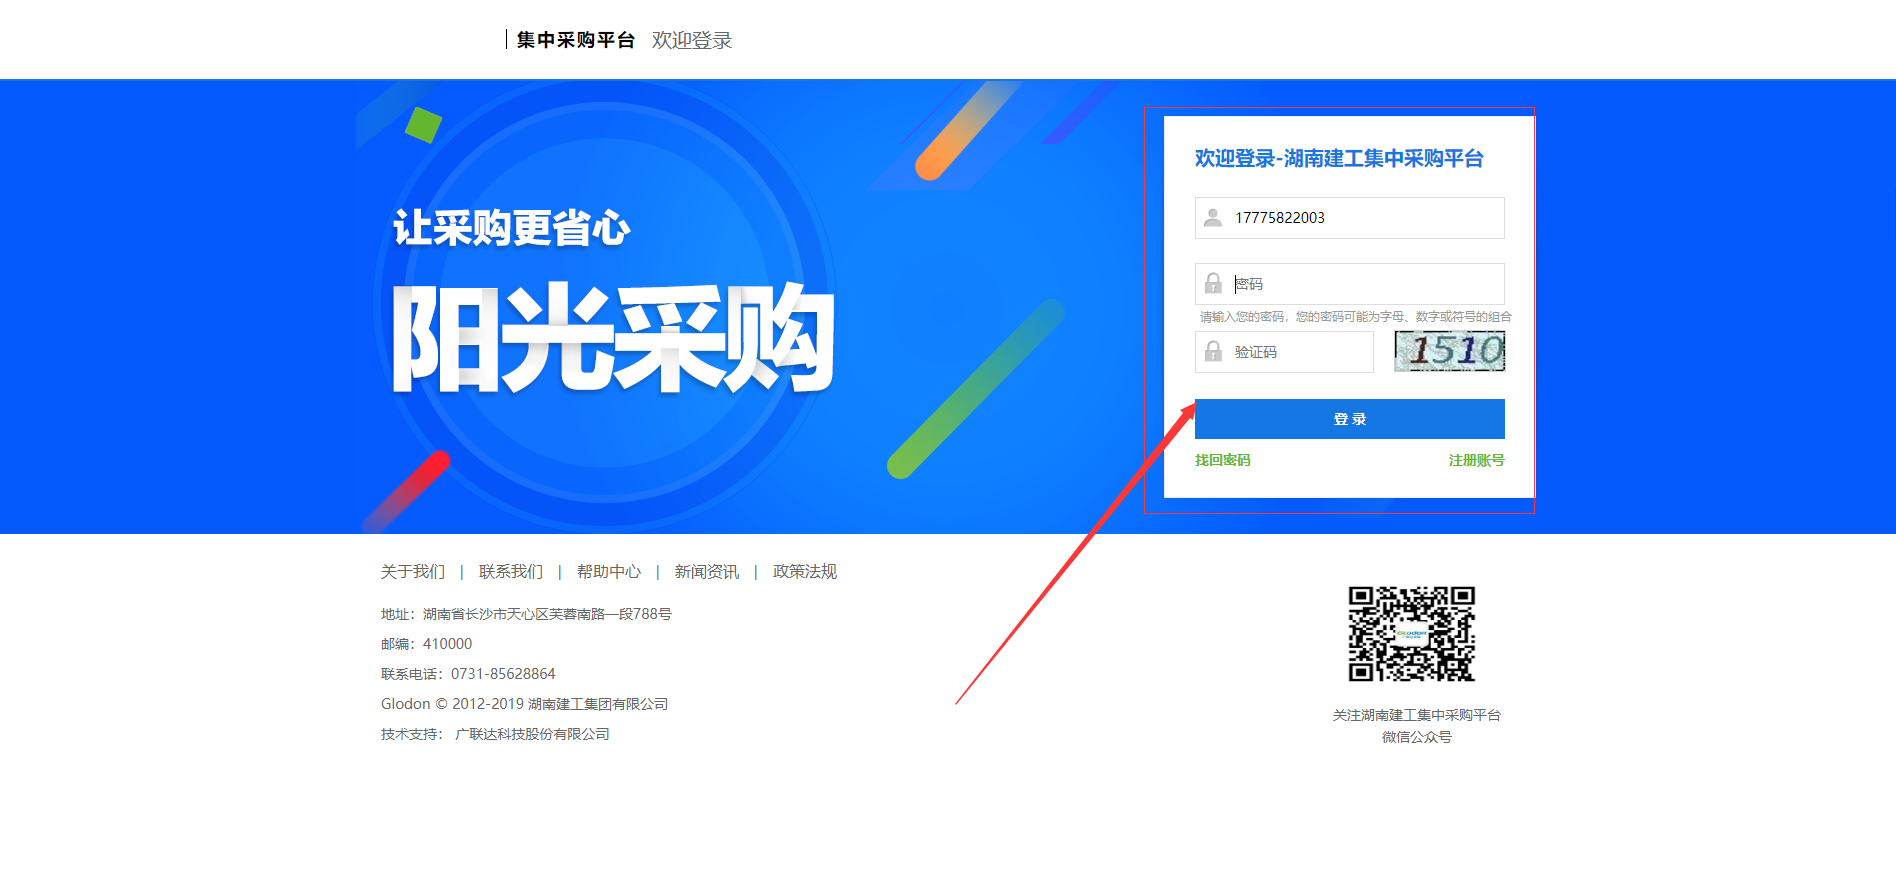 集中采购平台 欢迎登录
让采购更省心
阳光采购
欢迎登录-湖南建工集中采购平台
17775822003
密码
请输入您的密码，您的密码可能为字母、数字或符号的组合
验证码 1510
登 录
找回密码 注册账号
关于我们 | 联系我们 | 帮助中心 | 新闻资讯 | 政策法规
地址：湖南省长沙市天心区芙蓉南路一段788号
邮编：410000
联系电话：0731-85628864
Glodon © 2012-2019 湖南建工集团有限公司
技术支持： 广联达科技股份有限公司
Glodon
关注湖南建工集中采购平台
微信公众号